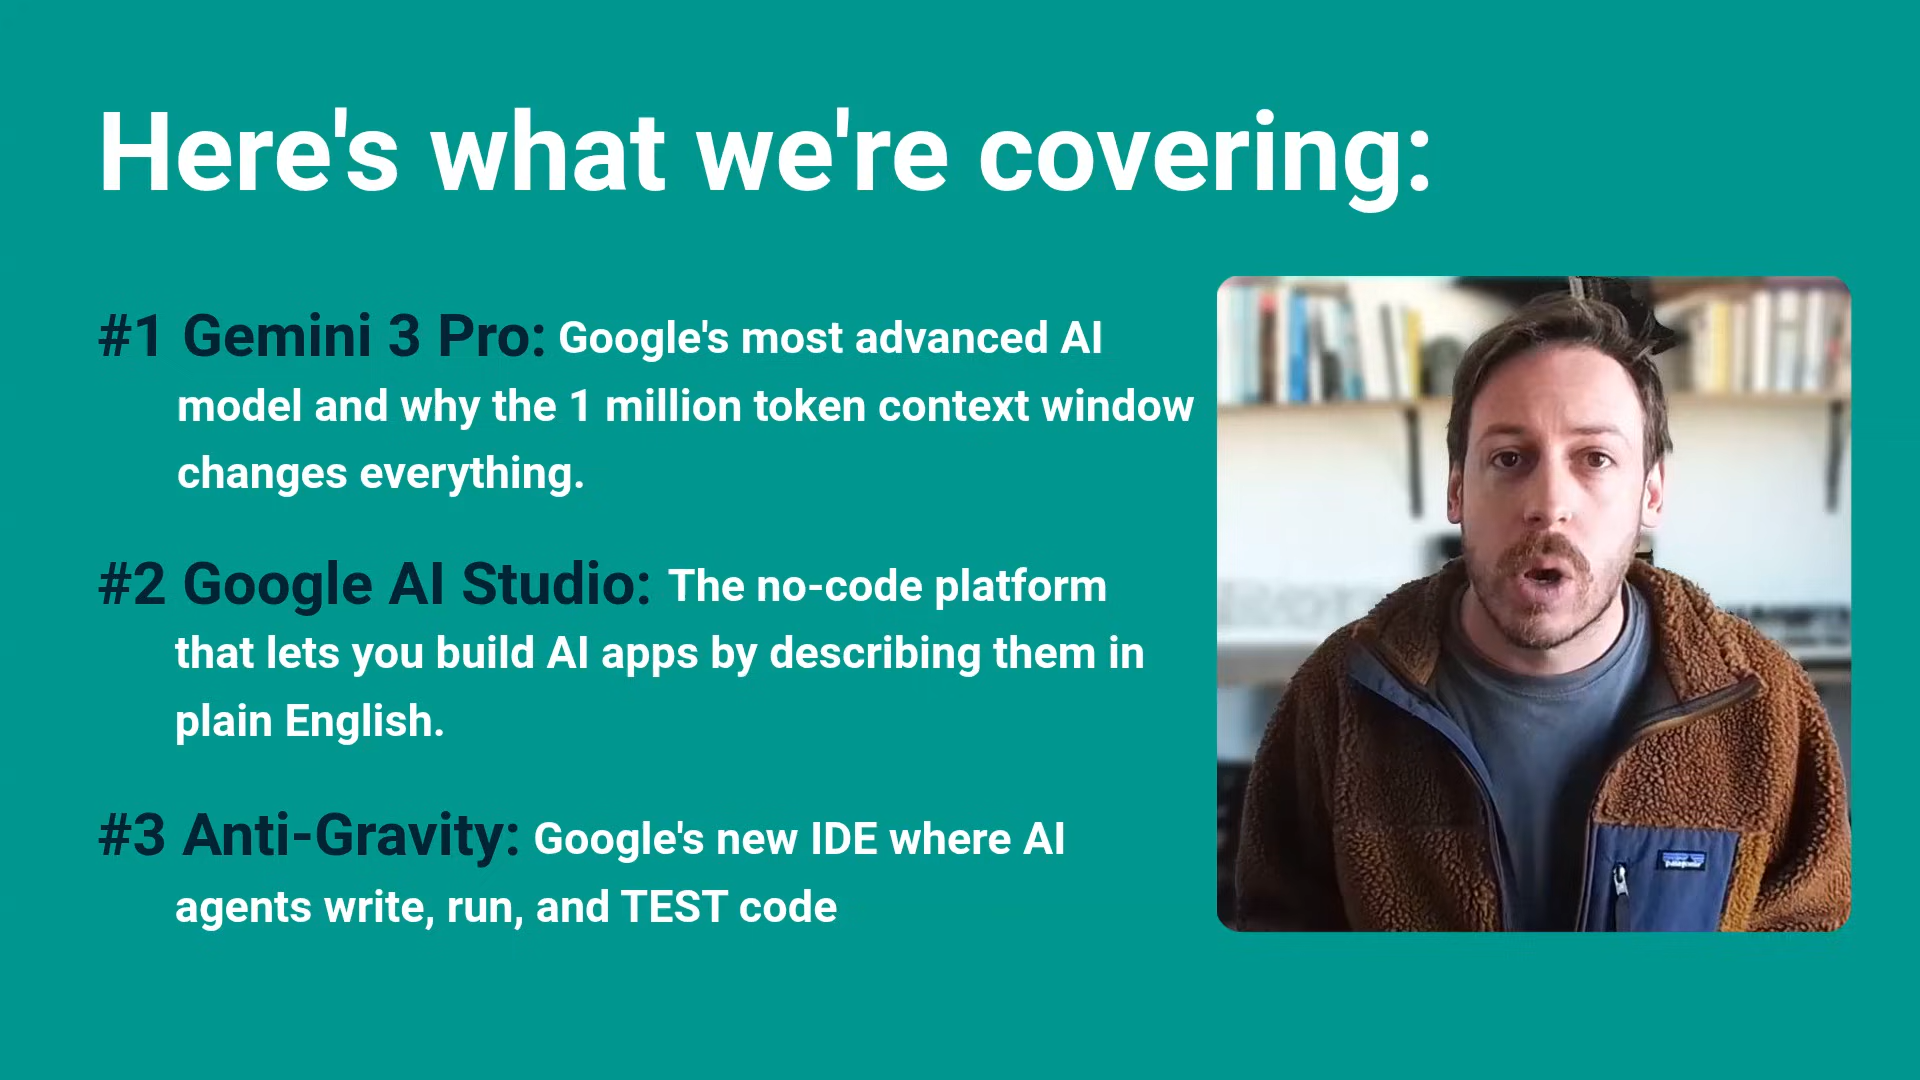 Here's what we're covering:
#1 Gemini 3 Pro: Google's most advanced AI
model and why the 1 million token context window
changes everything.
#2 Google AI Studio: The no-code platform
that lets you build AI apps by describing them in
plain English.
#3 Anti-Gravity: Google's new IDE where AI
agents write, run, and TEST code
patagonia